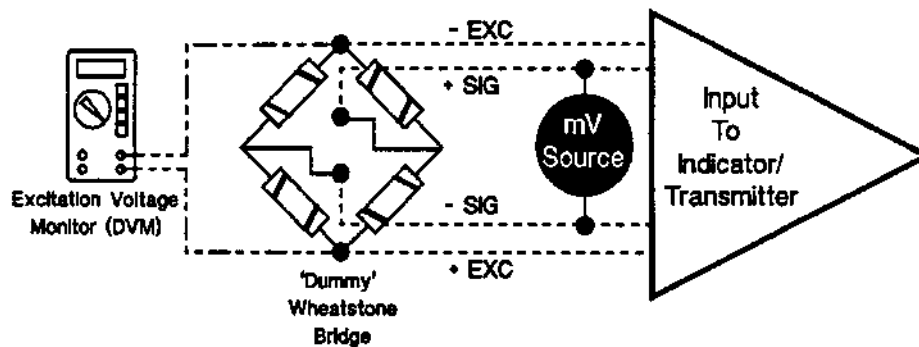 - EXC
+ SIG
mV
Source
Input
To
Indicator/
Transmitter
Excitation Voltage
Monitor (DVM)
- SIG
+ EXC
'Dummy'
Wheatstone
Bridge